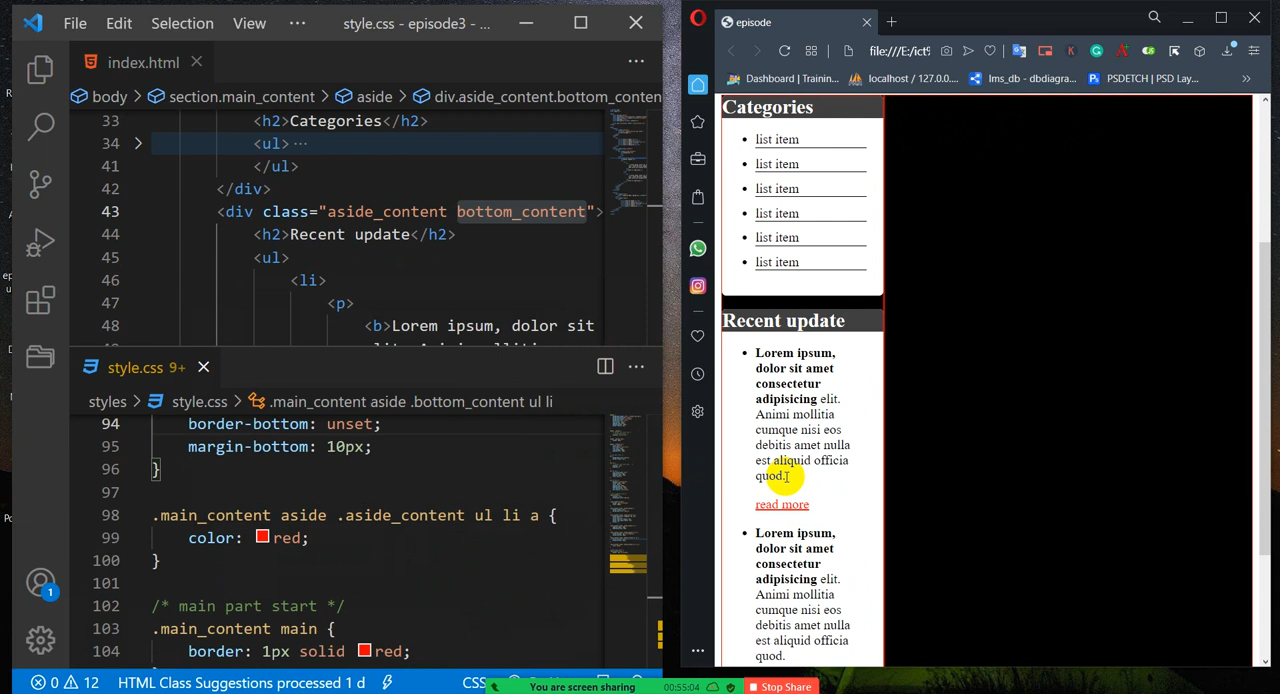 File Edit Selection View ··· style.css - episode3 - ...
index.html
body > section.main_content > aside > div.aside_content.bottom_conten
33 <h2>Categories</h2>
34 <ul> ···
41 </ul>
42 </div>
43 <div class="aside_content bottom_content">
44 <h2>Recent update</h2>
45 <ul>
46 <li>
47 <p>
48 <b>Lorem ipsum, dolor sit
style.css 9+
styles > style.css > .main_content aside .bottom_content ul li
94 border-bottom: unset;
95 margin-bottom: 10px;
96 }
97
98 .main_content aside .aside_content ul li a {
99 color: red;
100 }
101
102 /* main part start */
103 .main_content main {
104 border: 1px solid red;
1
0 12 HTML Class Suggestions processed 1 d CSS
You are screen sharing 00:55:04 Stop Share
episode
file:///E:/ict
Dashboard | Trainin... localhost / 127.0.0.... lms_db - dbdiagra... PSDETCH | PSD Lay...
Categories
• list item
• list item
• list item
• list item
• list item
• list item
Recent update
• Lorem ipsum,
dolor sit amet
consectetur
adipisicing elit.
Animi mollitia
cumque nisi eos
debitis amet nulla
est aliquid officia
quod.
read more
• Lorem ipsum,
dolor sit amet
consectetur
adipisicing elit.
Animi mollitia
cumque nisi eos
debitis amet nulla
est aliquid officia
quod.